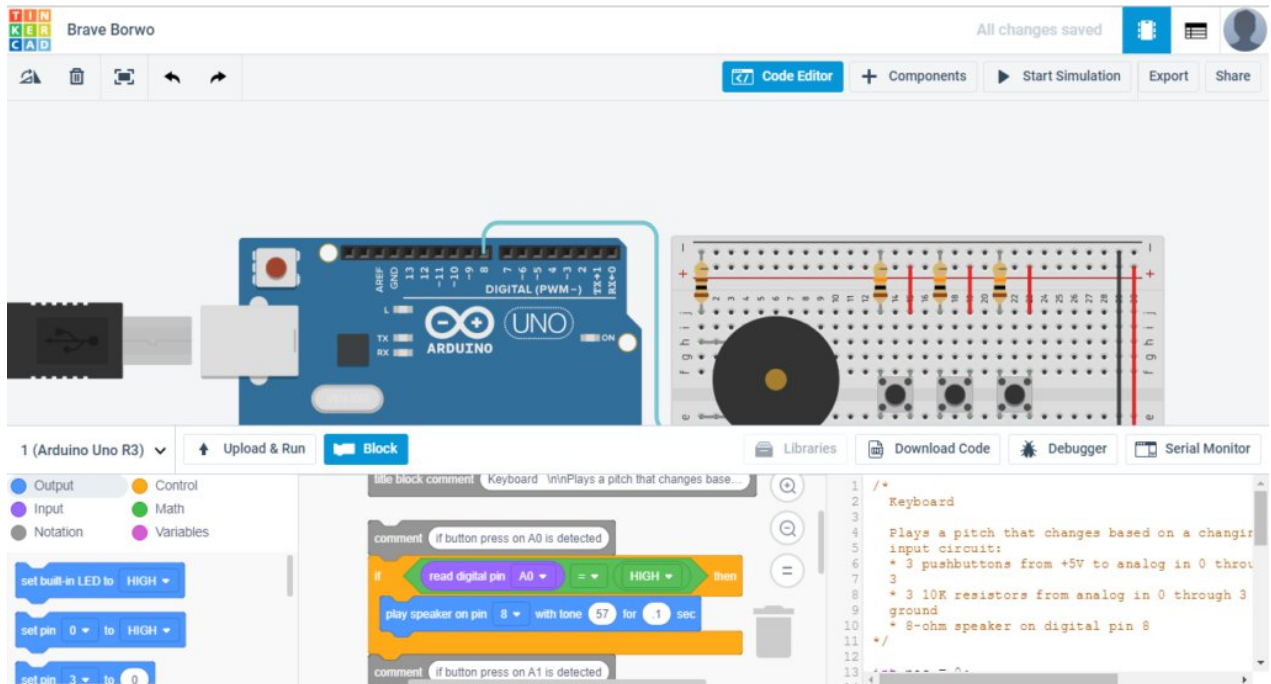 TIN
KER
CAD
Brave Borwo
All changes saved
Code Editor
+ Components
Start Simulation
Export
Share
AREF
GND
13
12
~11
~10
~9
8
7
~6
~5
4
~3
2
TX→1
RX←0
DIGITAL (PWM~)
L
TX
RX
ARDUINO
UNO
ON
1 (Arduino Uno R3)
Upload & Run
Block
Libraries
Download Code
Debugger
Serial Monitor
Output
Control
Input
Math
Notation
Variables
set built-in LED to HIGH
set pin 0 to HIGH
set pin 3 to 0
title block comment Keyboard \n\nPlays a pitch that changes base...
comment if button press on A0 is detected
if read digital pin A0 = HIGH then
play speaker on pin 8 with tone 57 for .1 sec
comment if button press on A1 is detected
1 /*
2 Keyboard
3
4 Plays a pitch that changes based on a changin
5 input circuit:
6 * 3 pushbuttons from +5V to analog in 0 throu
7 3
8 * 3 10K resistors from analog in 0 through 3
9 ground
10 * 8-ohm speaker on digital pin 8
11 */
12
13